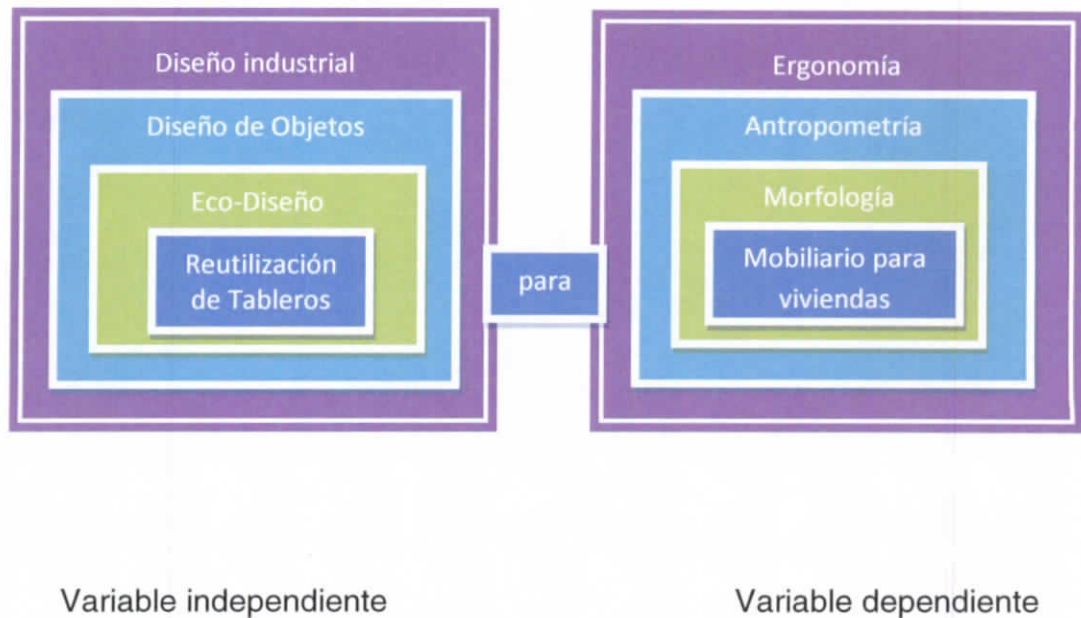 Diseño industrial
Diseño de Objetos
Eco-Diseño
Reutilización
de Tableros
para
Ergonomía
Antropometría
Morfología
Mobiliario para
viviendas
Variable independiente
Variable dependiente